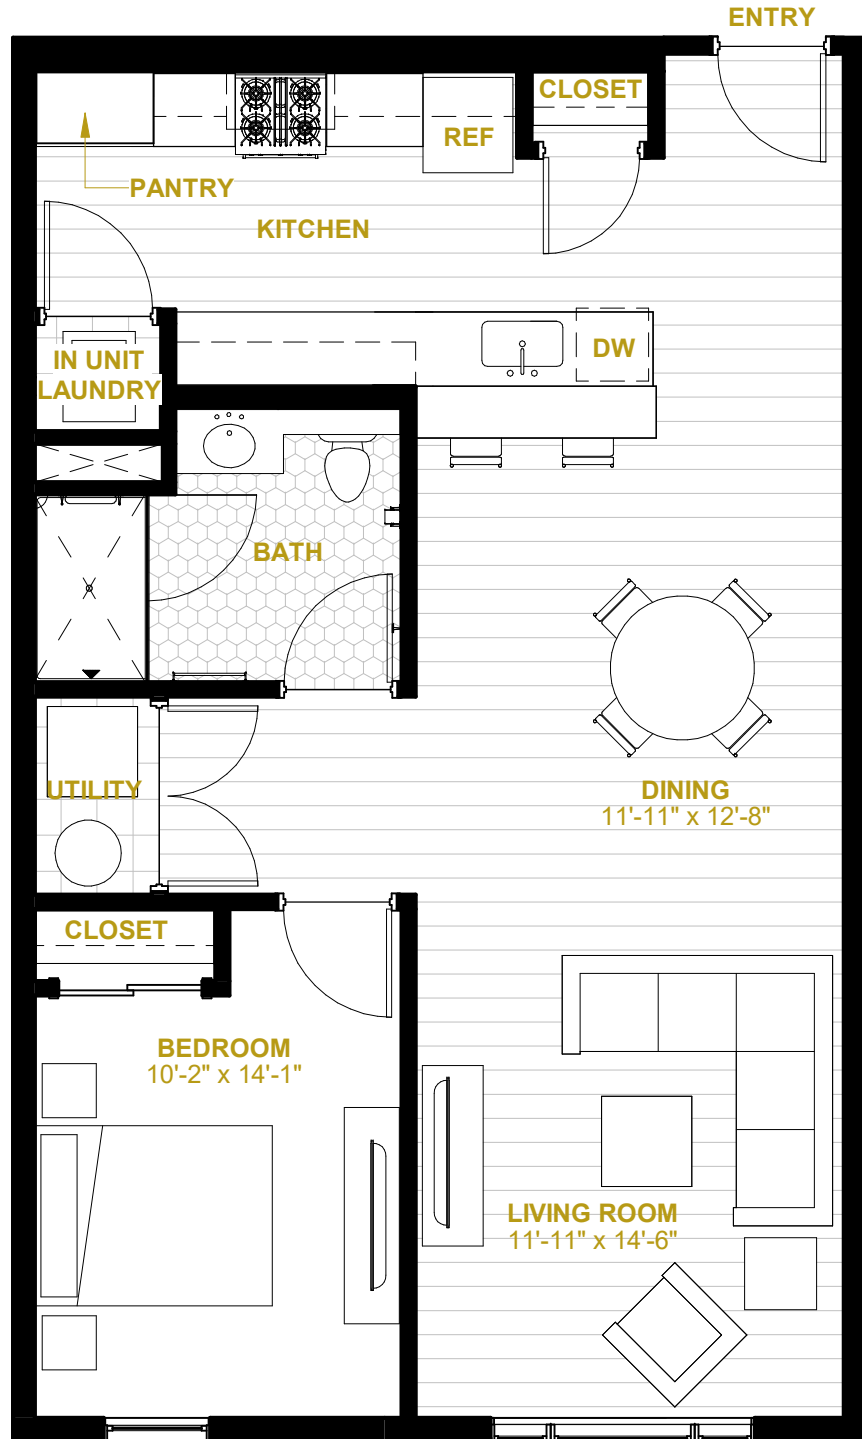 ENTRY
CLOSET
REF
PANTRY
KITCHEN
IN UNIT
LAUNDRY
DW
BATH
UTILITY
DINING
11'-11" x 12'-8"
CLOSET
BEDROOM
10'-2" x 14'-1"
LIVING ROOM
11'-11" x 14'-6"